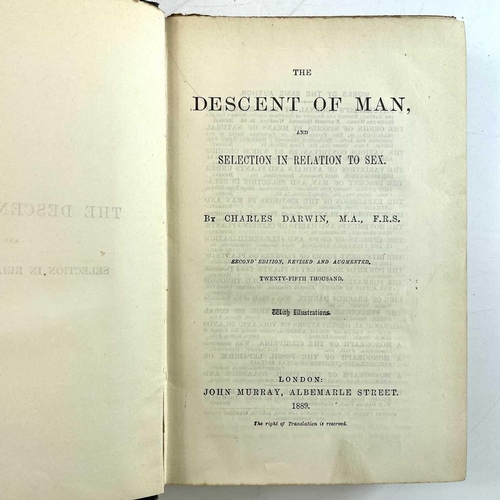 THE
DESCENT OF MAN,
AND
SELECTION IN RELATION TO SEX.
BY CHARLES DARWIN, M.A., F.R.S.
SECOND EDITION, REVISED AND AUGMENTED.
TWENTY-FIFTH THOUSAND.
With Illustrations.
LONDON:
JOHN MURRAY, ALBEMARLE STREET.
1889.
The right of Translation is reserved.